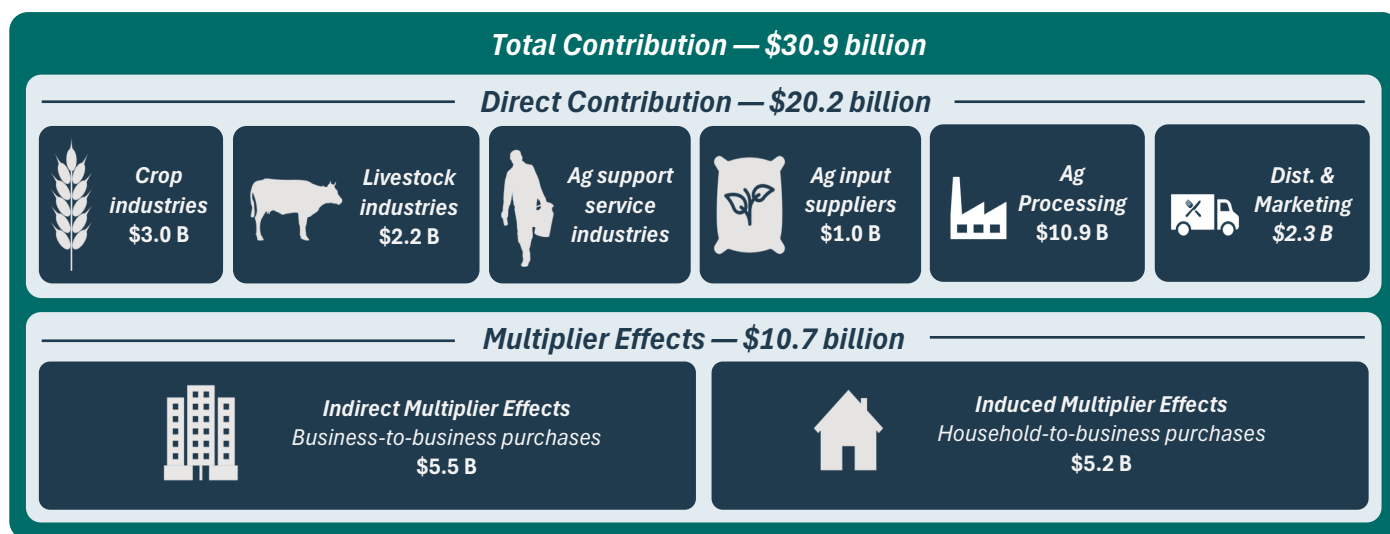 Total Contribution — $30.9 billion
Direct Contribution — $20.2 billion
Crop
industries
$3.0 B
Livestock
industries
$2.2 B
Ag support
service
industries
Ag input
suppliers
$1.0 B
Ag
Processing
$10.9 B
Dist. &
Marketing
$2.3 B
Multiplier Effects — $10.7 billion
Indirect Multiplier Effects
Business-to-business purchases
$5.5 B
Induced Multiplier Effects
Household-to-business purchases
$5.2 B